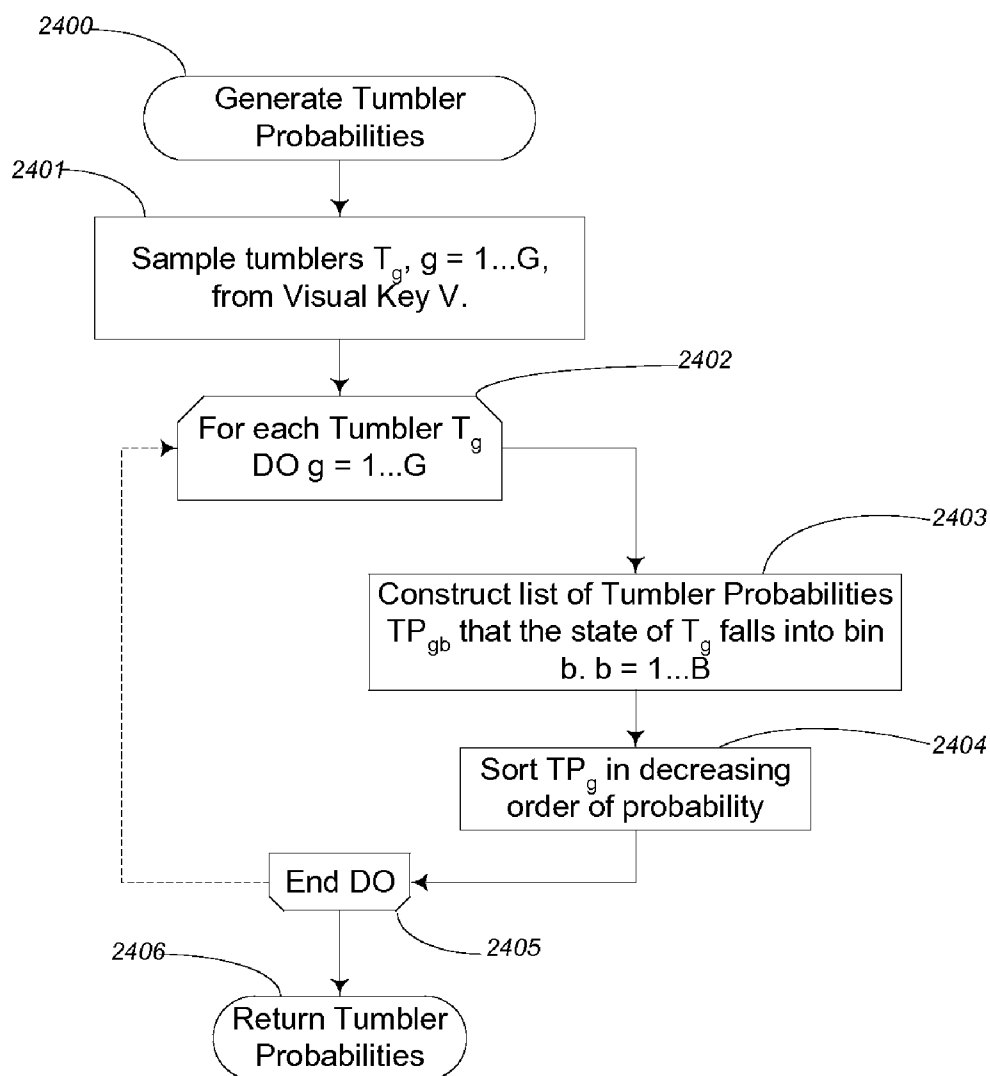 2400
Generate Tumbler
Probabilities
2401
Sample tumblers T_g, g = 1...G,
from Visual Key V.
2402
For each Tumbler T_g
DO g = 1...G
2403
Construct list of Tumbler Probabilities
TP_gb that the state of T_g falls into bin
b. b = 1...B
2404
Sort TP_g in decreasing
order of probability
End DO
2405
2406
Return Tumbler
Probabilities